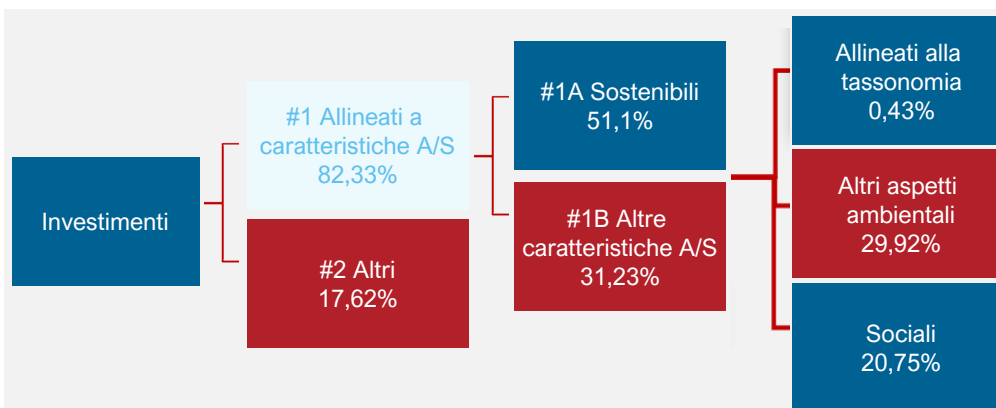 Investimenti
#1 Allineati a
caratteristiche A/S
82,33%
#2 Altri
17,62%
#1A Sostenibili
51,1%
#1B Altre
caratteristiche A/S
31,23%
Allineati alla
tassonomia
0,43%
Altri aspetti
ambientali
29,92%
Sociali
20,75%